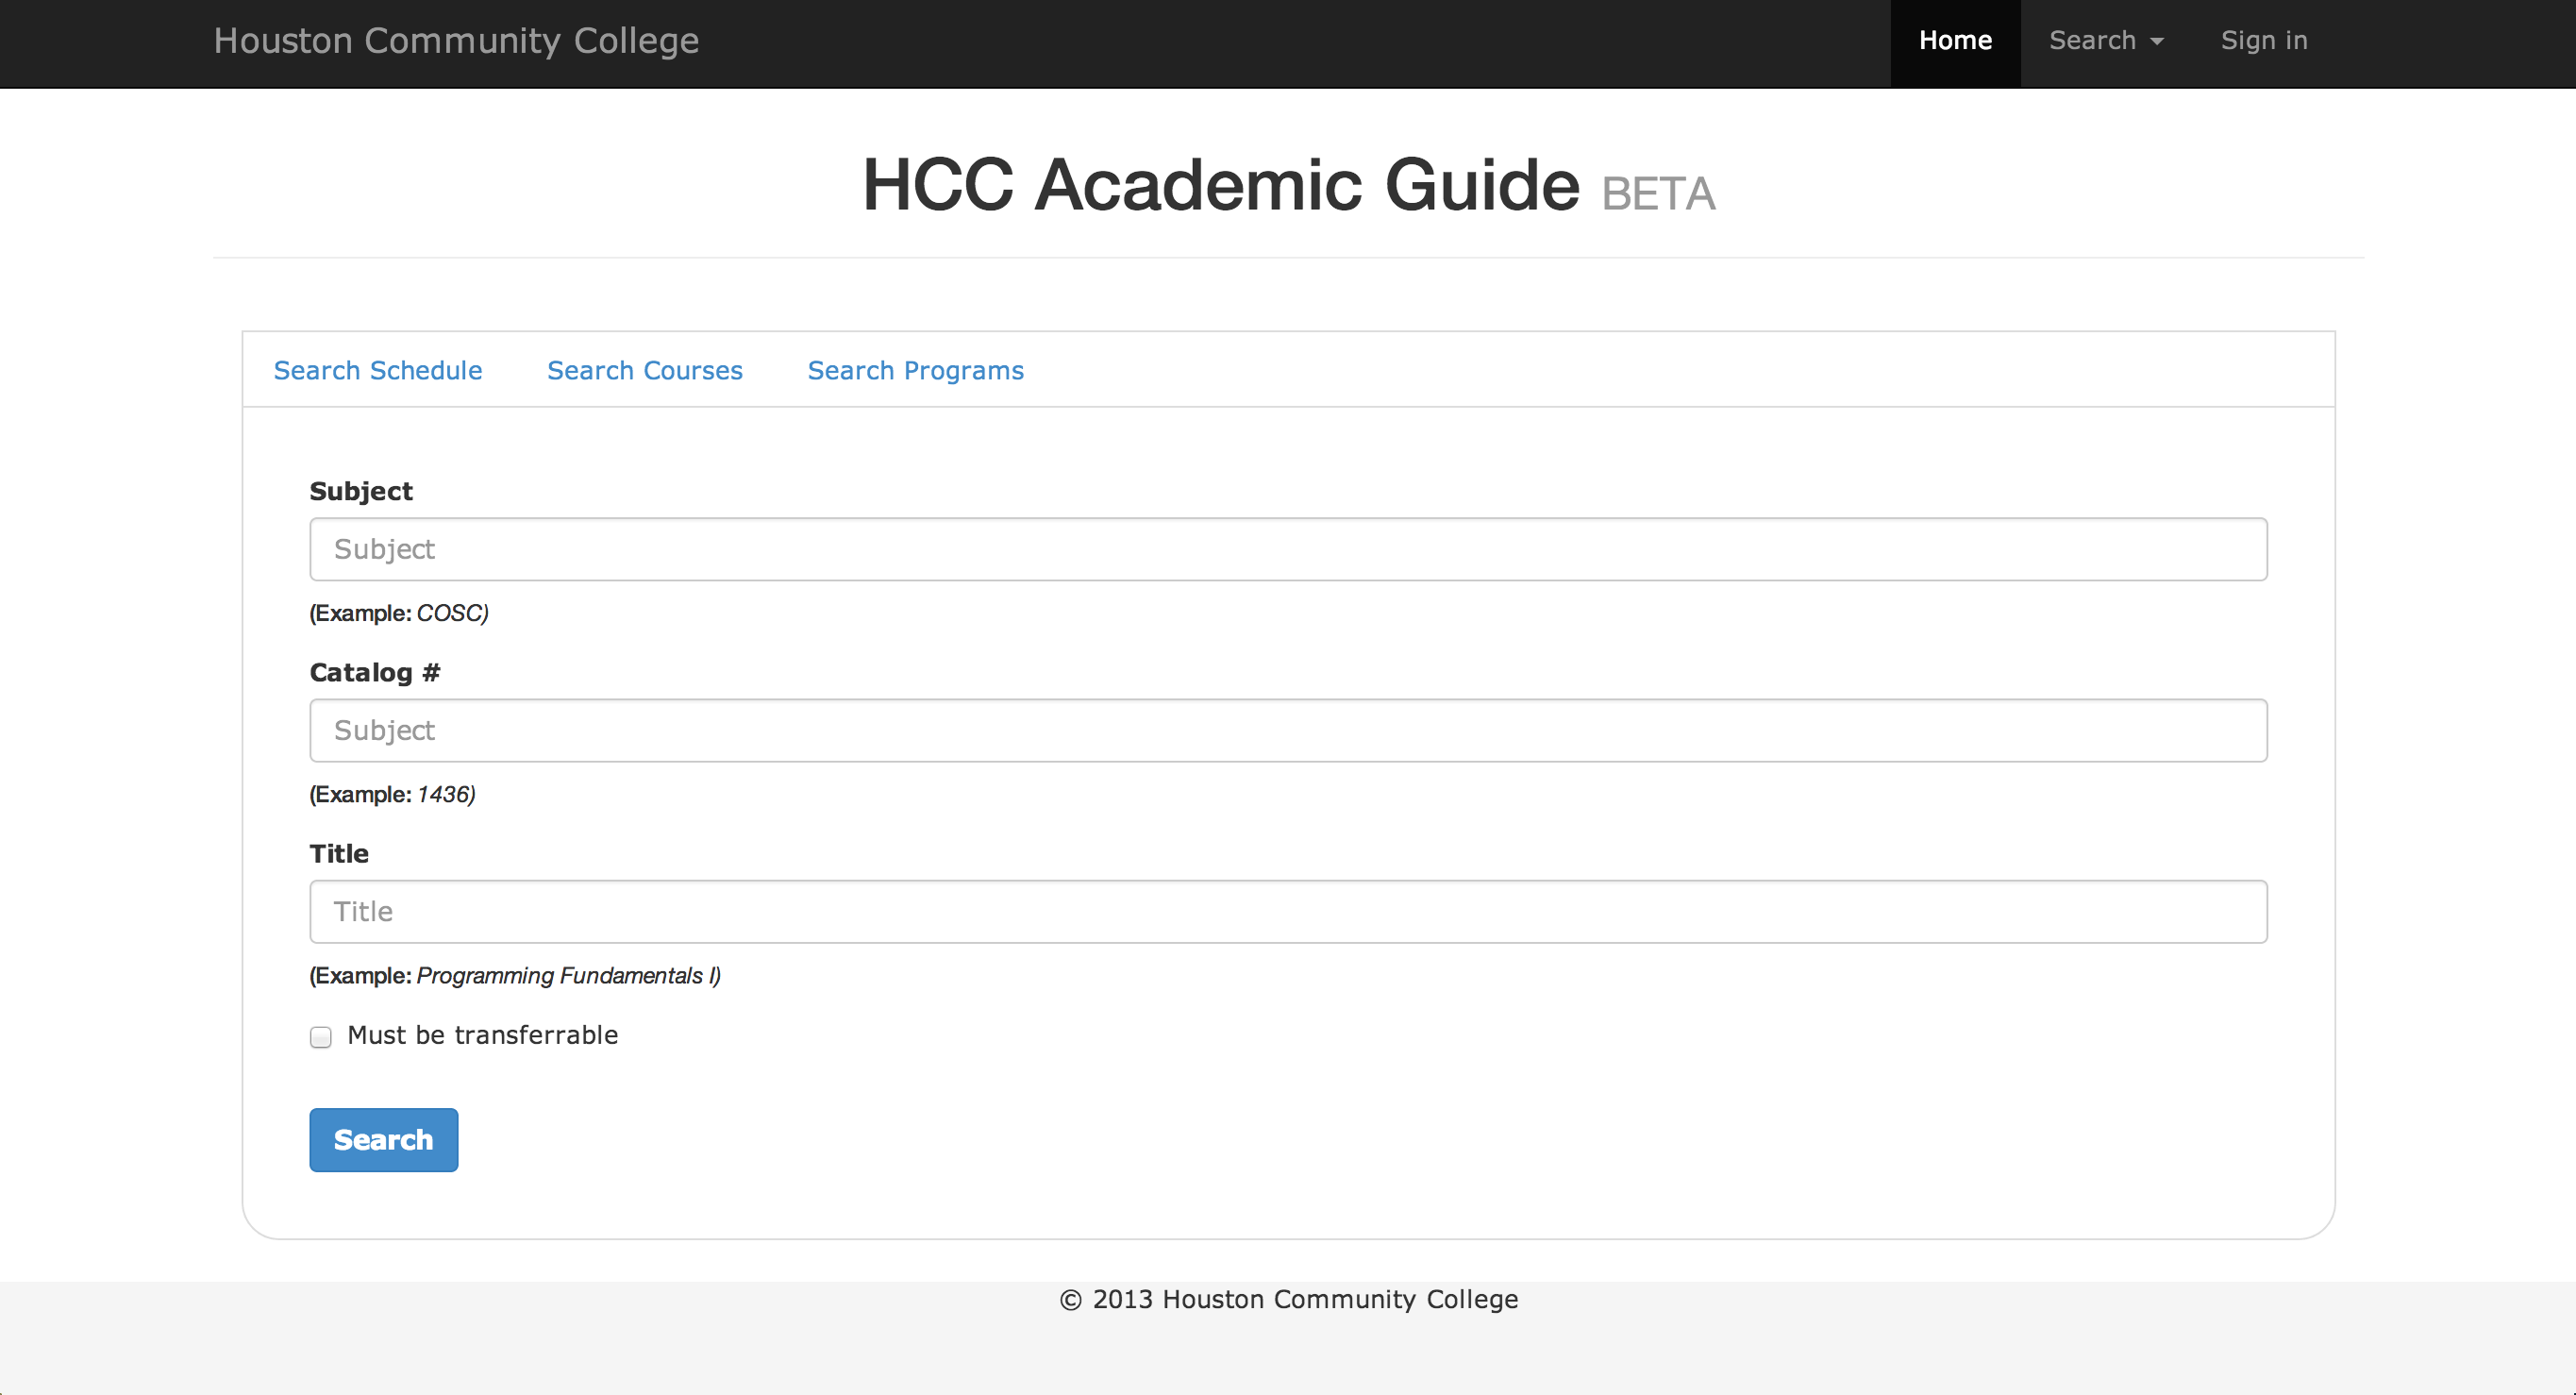 Houston Community College Home Search Sign in
HCC Academic Guide BETA
Search Schedule Search Courses Search Programs
Subject
Subject
(Example: COSC)
Catalog #
Subject
(Example: 1436)
Title
Title
(Example: Programming Fundamentals I)
Must be transferrable
Search
© 2013 Houston Community College